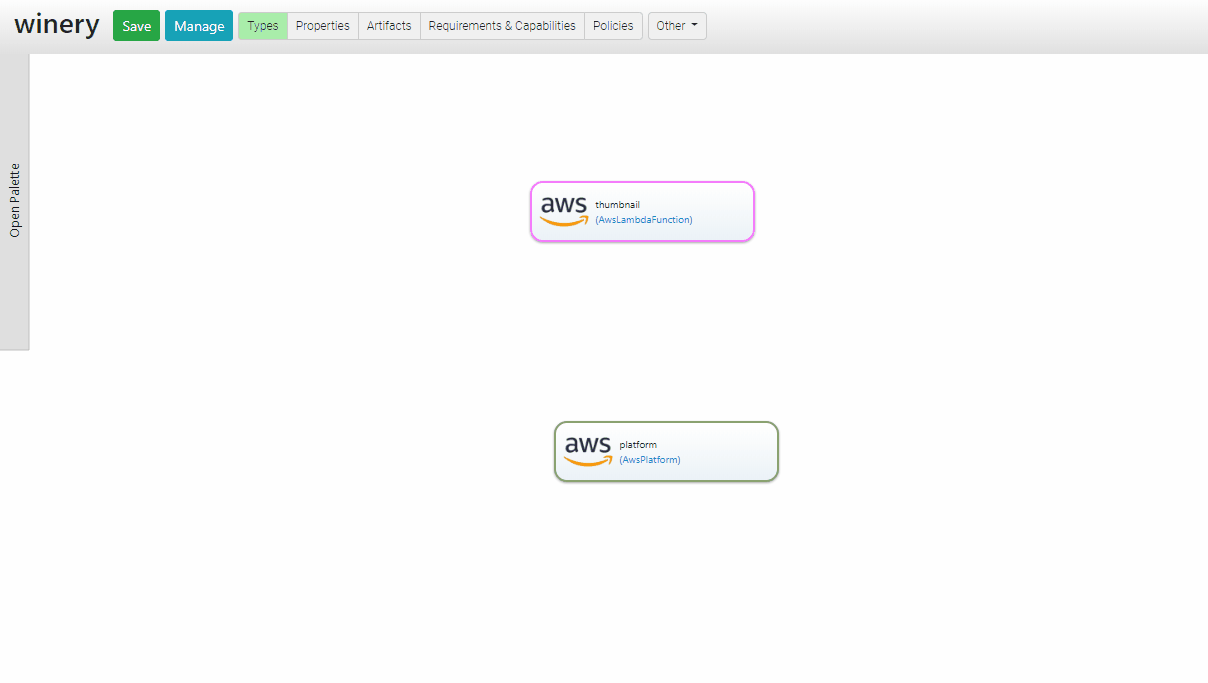 winery Save Manage Types Properties Artifacts Requirements & Capabilities Policies Other
Open Palette
aws thumbnail
(AwsLambdaFunction)
aws platform
(AwsPlatform)